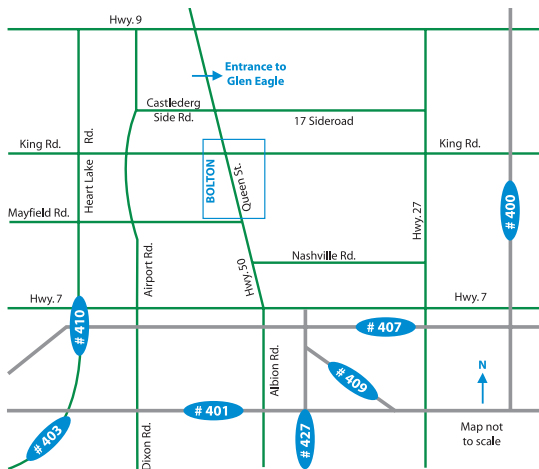 Hwy. 9
Entrance to
Glen Eagle
Castlederg
Side Rd.
17 Sideroad
King Rd.
Heart Lake Rd.
BOLTON
Queen St.
King Rd.
# 400
Mayfield Rd.
Airport Rd.
Hwy. 50
Nashville Rd.
Hwy. 27
Hwy. 7
Hwy. 7
# 410
# 407
Albion Rd.
# 409
N
# 401
# 403
Dixon Rd.
# 427
Map not
to scale